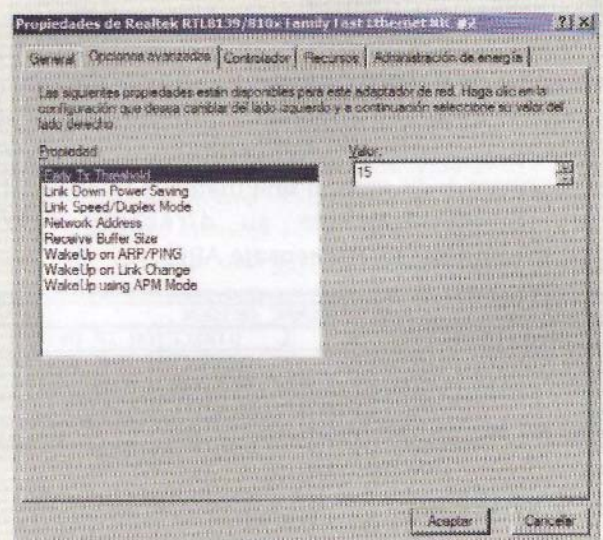 Propiedades de Realtek RTL8139/810x Family Fast Ethernet NIC #2
General Opciones avanzadas Controlador Recursos Administración de energía
Las siguientes propiedades están disponibles para este adaptador de red. Haga clic en la
configuración que desea cambiar del lado izquierdo y a continuación seleccione su valor del
lado derecho.
Propiedad: Valor:
Early Tx Threshold 15
Link Down Power Saving
Link Speed/Duplex Mode
Network Address
Receive Buffer Size
WakeUp on ARP/PING
WakeUp on Link Change
WakeUp using APM Mode
Aceptar Cancelar